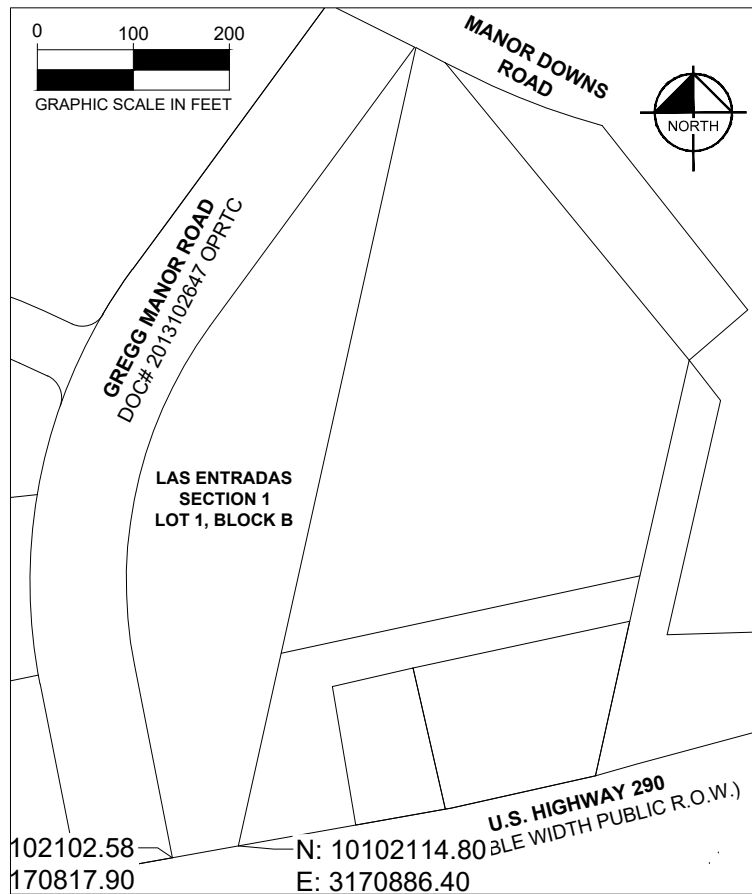 0 100 200
GRAPHIC SCALE IN FEET
MANOR DOWNS
ROAD
NORTH
GREGG MANOR ROAD
DOC# 2013102647 OPRTC
LAS ENTRADAS
SECTION 1
LOT 1, BLOCK B
U.S. HIGHWAY 290
BLE WIDTH PUBLIC R.O.W.)
102102.58
170817.90
N: 10102114.80
E: 3170886.40